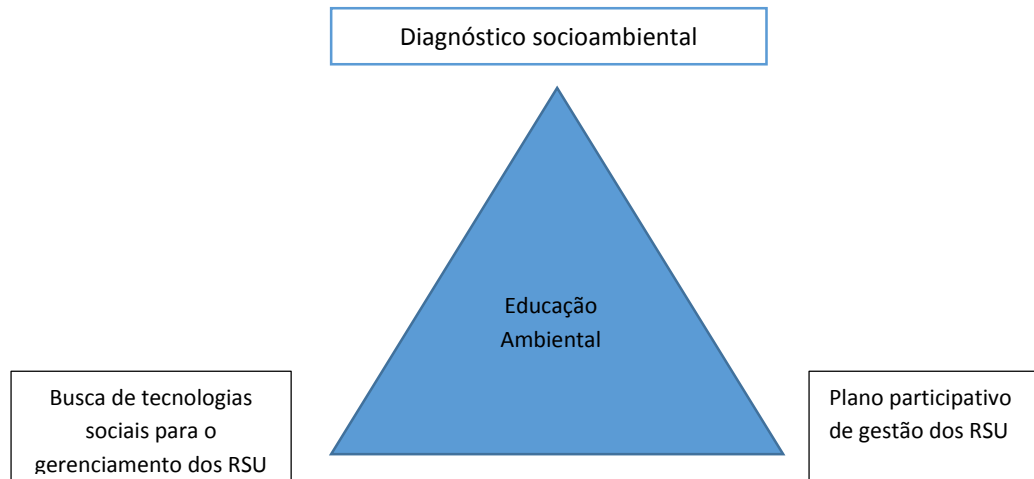 Diagnóstico socioambiental
Educação
Ambiental
Busca de tecnologias
sociais para o
gerenciamento dos RSU
Plano participativo
de gestão dos RSU